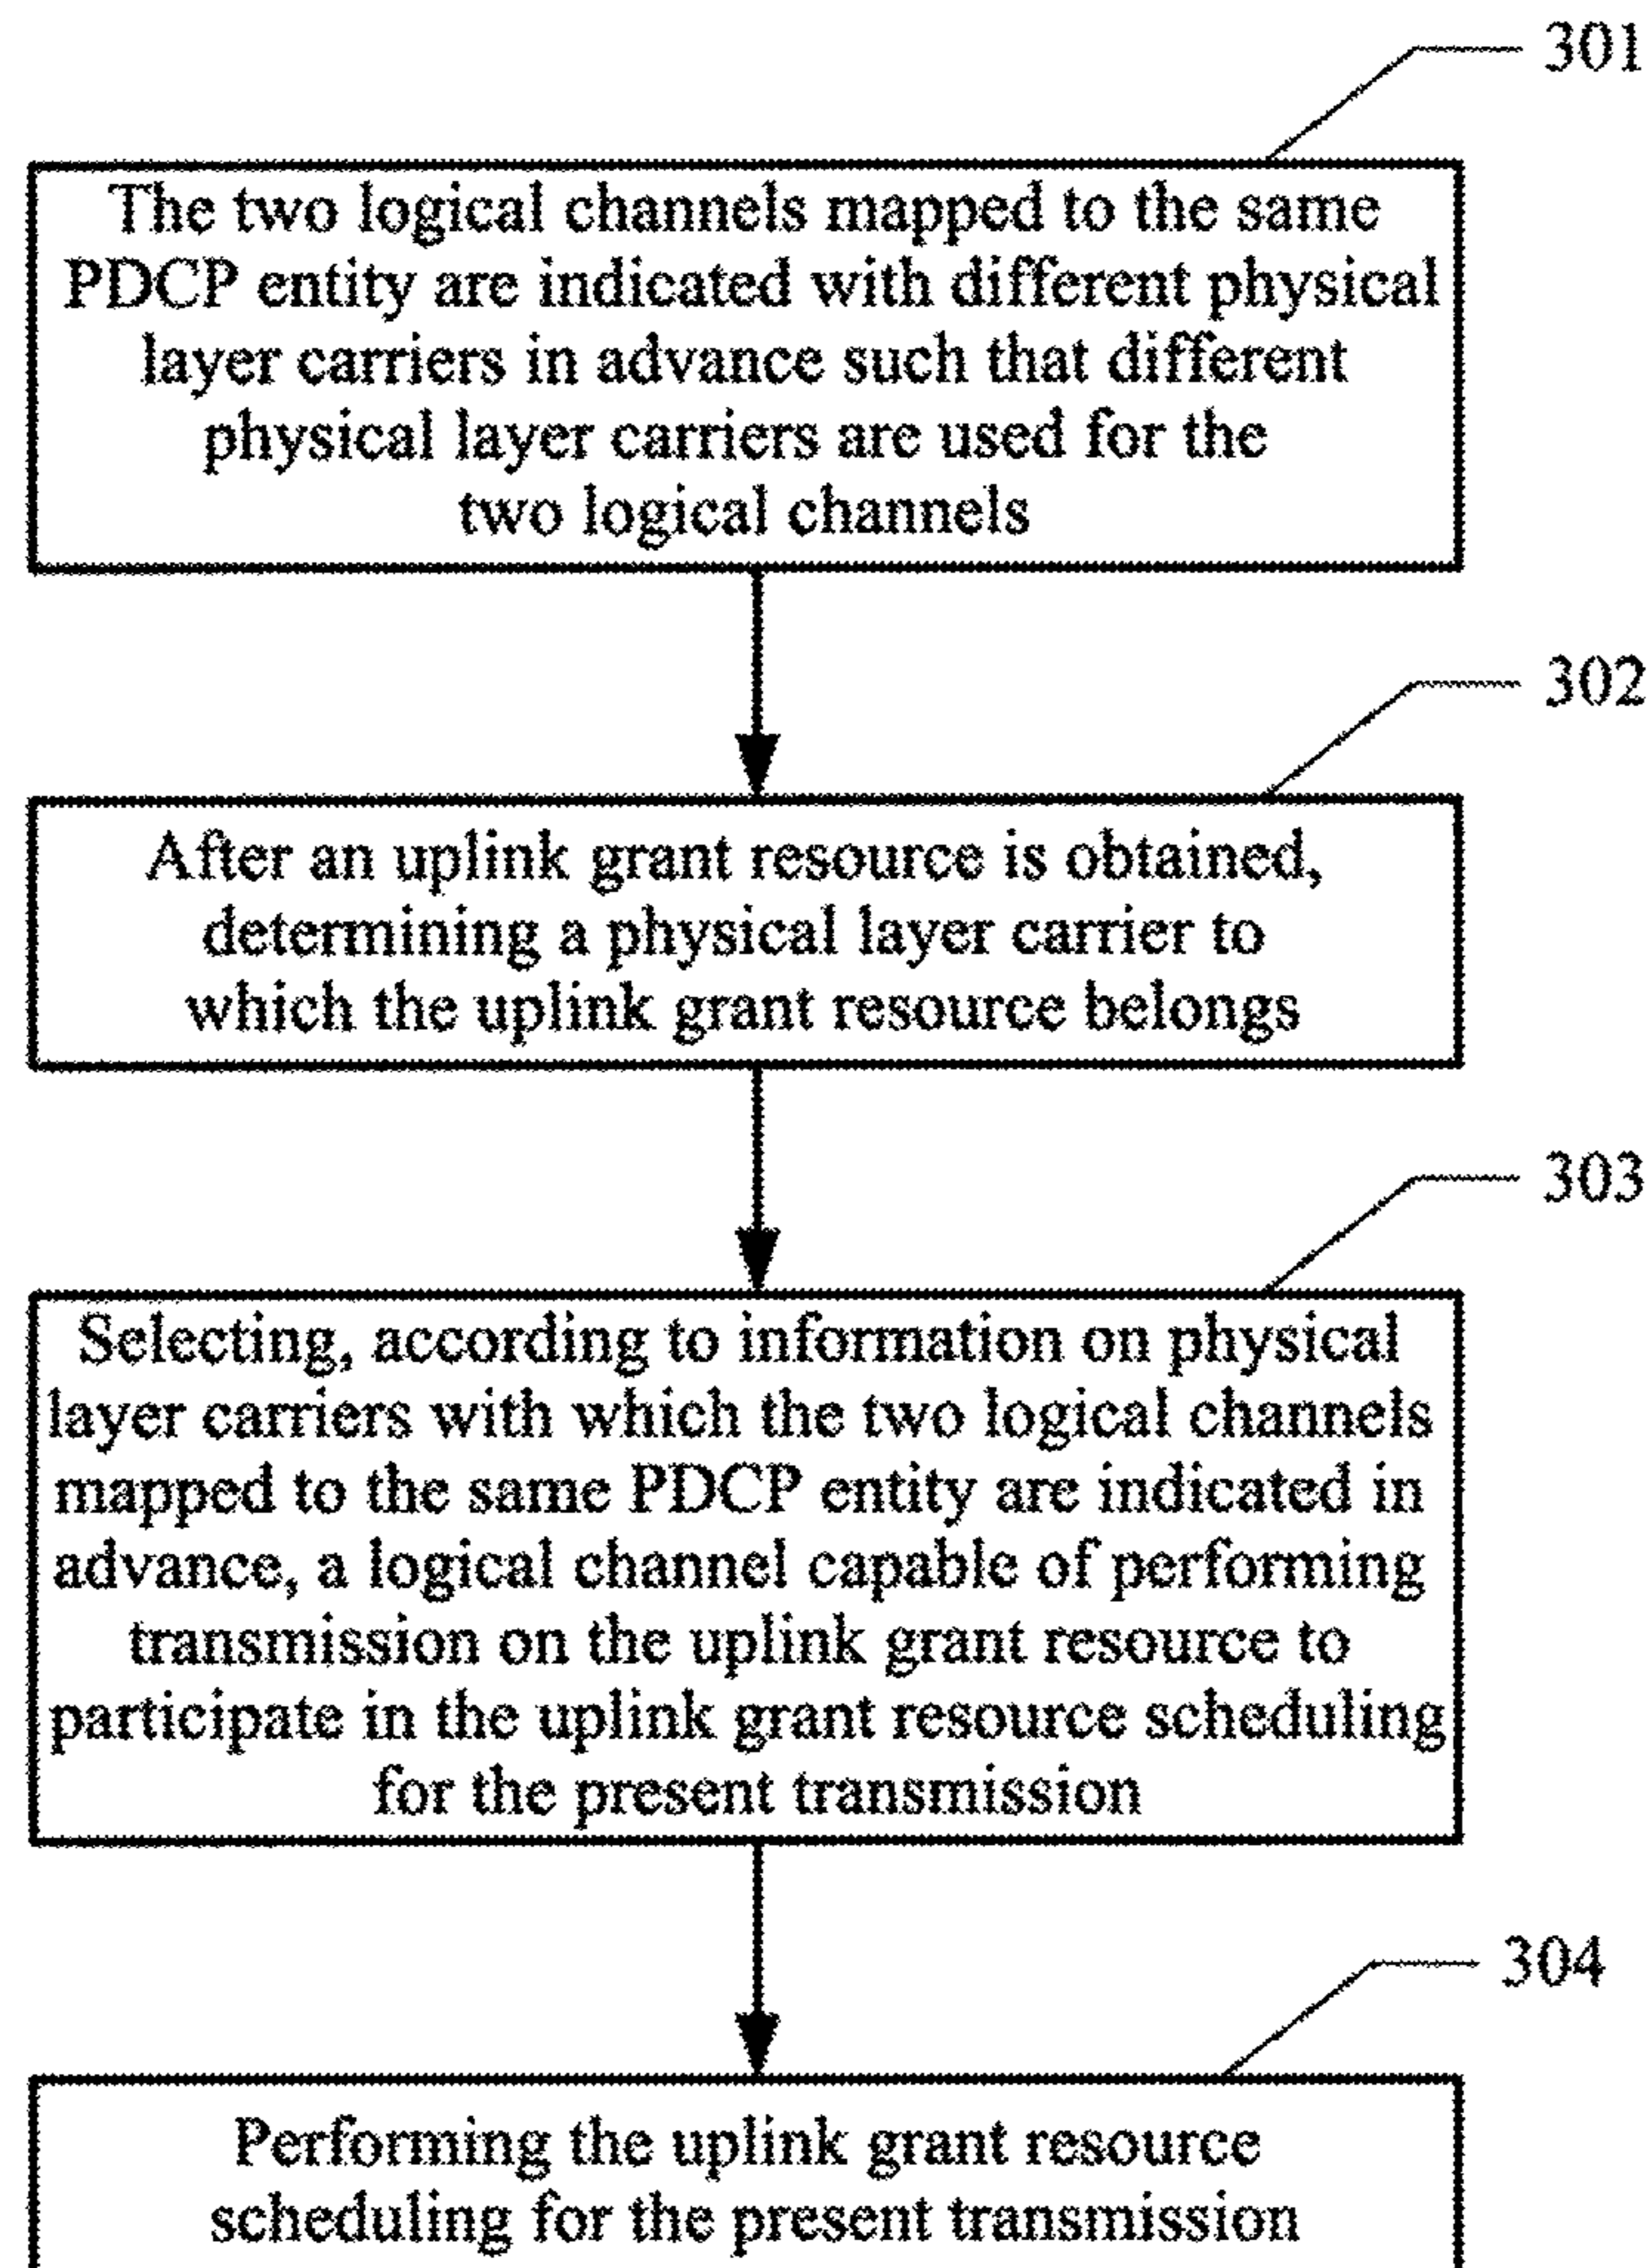 301
The two logical channels mapped to the same
PDCP entity are indicated with different physical
layer carriers in advance such that different
physical layer carriers are used for the
two logical channels
302
After an uplink grant resource is obtained,
determining a physical layer carrier to
which the uplink grant resource belongs
303
Selecting, according to information on physical
layer carriers with which the two logical channels
mapped to the same PDCP entity are indicated in
advance, a logical channel capable of performing
transmission on the uplink grant resource to
participate in the uplink grant resource scheduling
for the present transmission
304
Performing the uplink grant resource
scheduling for the present transmission